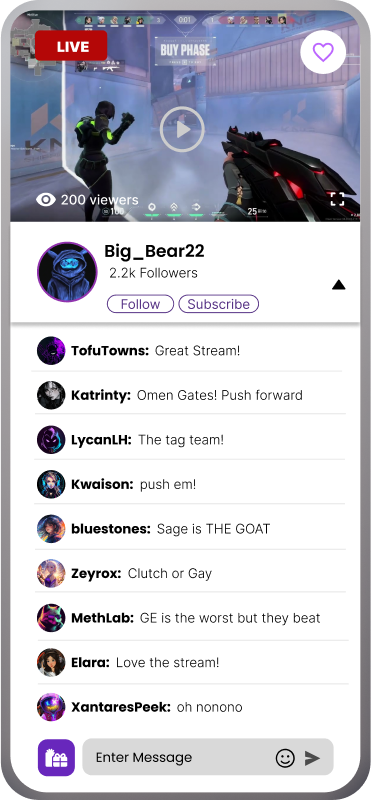 LIVE
0:01
BUY PHASE
200 viewers
25
Big_Bear22
2.2k Followers
Follow
Subscribe
TofuTowns: Great Stream!
Katrinty: Omen Gates! Push forward
LycanLH: The tag team!
Kwaison: push em!
bluestones: Sage is THE GOAT
Zeyrox: Clutch or Gay
MethLab: GE is the worst but they beat
Elara: Love the stream!
XantaresPeek: oh nonono
Enter Message